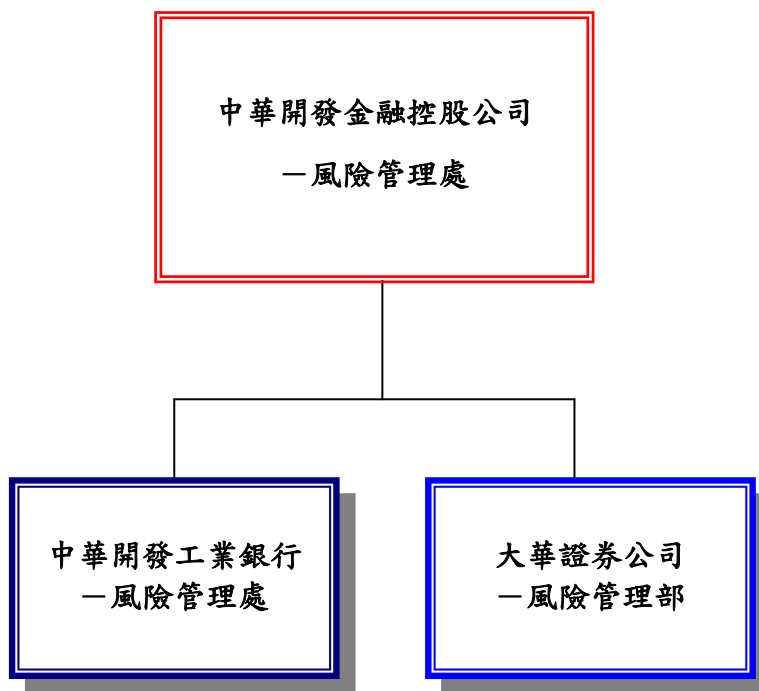 中華開發金融控股公司
－風險管理處
中華開發工業銀行
－風險管理處
大華證券公司
－風險管理部